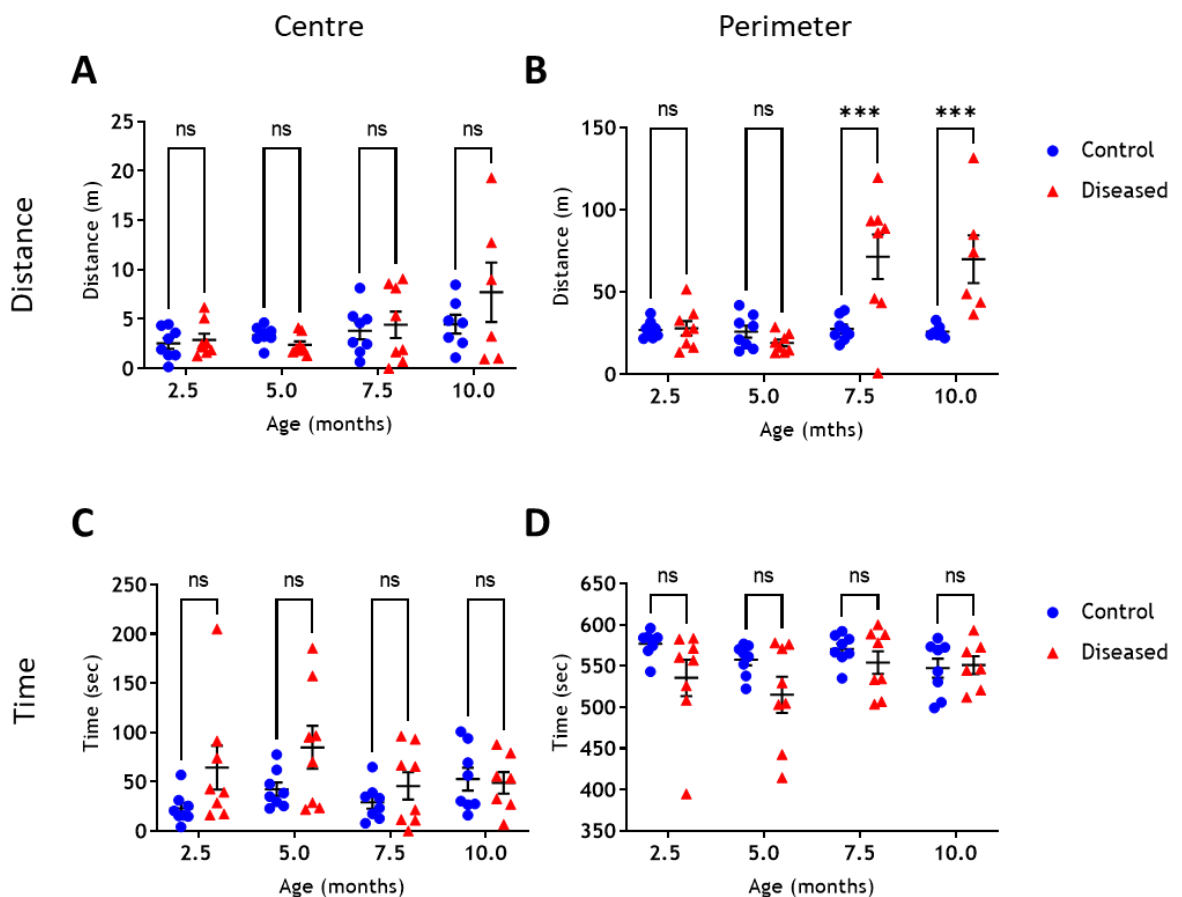 Centre
Perimeter
A
B
Distance
Distance (m)
25
20
15
10
5
0
ns
ns
ns
ns
2.5
5.0
7.5
10.0
Age (months)
Distance (m)
150
100
50
0
ns
ns
***
***
2.5
5.0
7.5
10.0
Age (mths)
Control
Diseased
C
D
Time
Time (sec)
250
200
150
100
50
0
ns
ns
ns
ns
2.5
5.0
7.5
10.0
Age (months)
Time (sec)
650
600
550
500
450
400
350
ns
ns
ns
ns
2.5
5.0
7.5
10.0
Age (months)
Control
Diseased